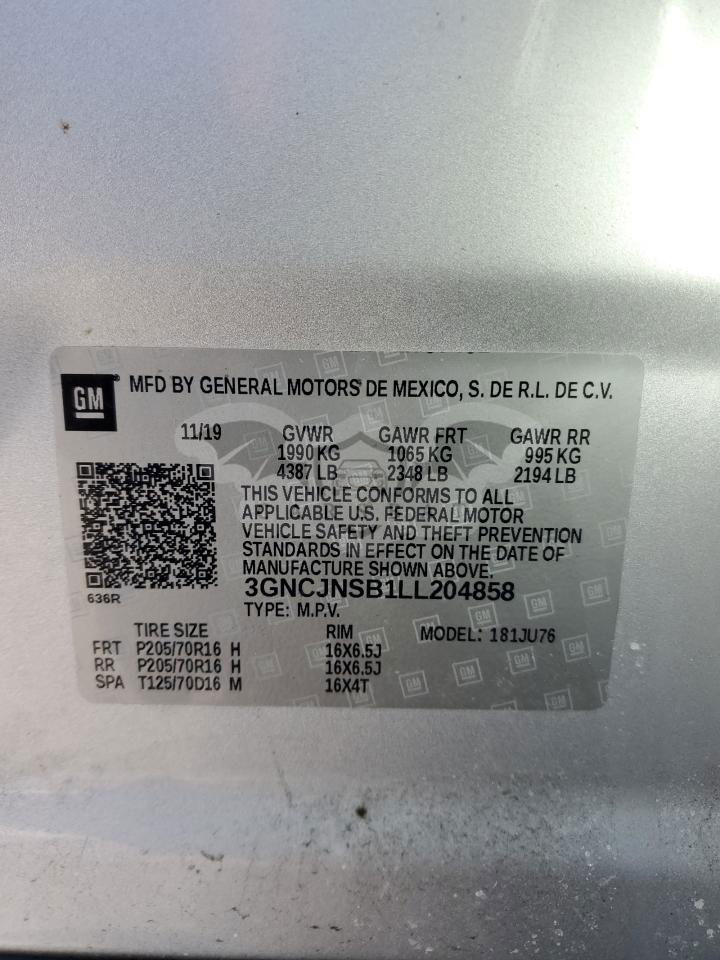 GM
MFD BY GENERAL MOTORS DE MEXICO, S. DE R.L. DE C.V.
11/19 GVWR GAWR FRT GAWR RR
1990 KG 1065 KG 995 KG
4387 LB 2348 LB 2194 LB
THIS VEHICLE CONFORMS TO ALL
APPLICABLE U.S. FEDERAL MOTOR
VEHICLE SAFETY AND THEFT PREVENTION
STANDARDS IN EFFECT ON THE DATE OF
MANUFACTURE SHOWN ABOVE.
636R
3GNCJNSB1LL204858
TYPE: M.P.V.
TIRE SIZE RIM MODEL: 181JU76
FRT P205/70R16 H 16X6.5J
RR P205/70R16 H 16X6.5J
SPA T125/70D16 M 16X4T